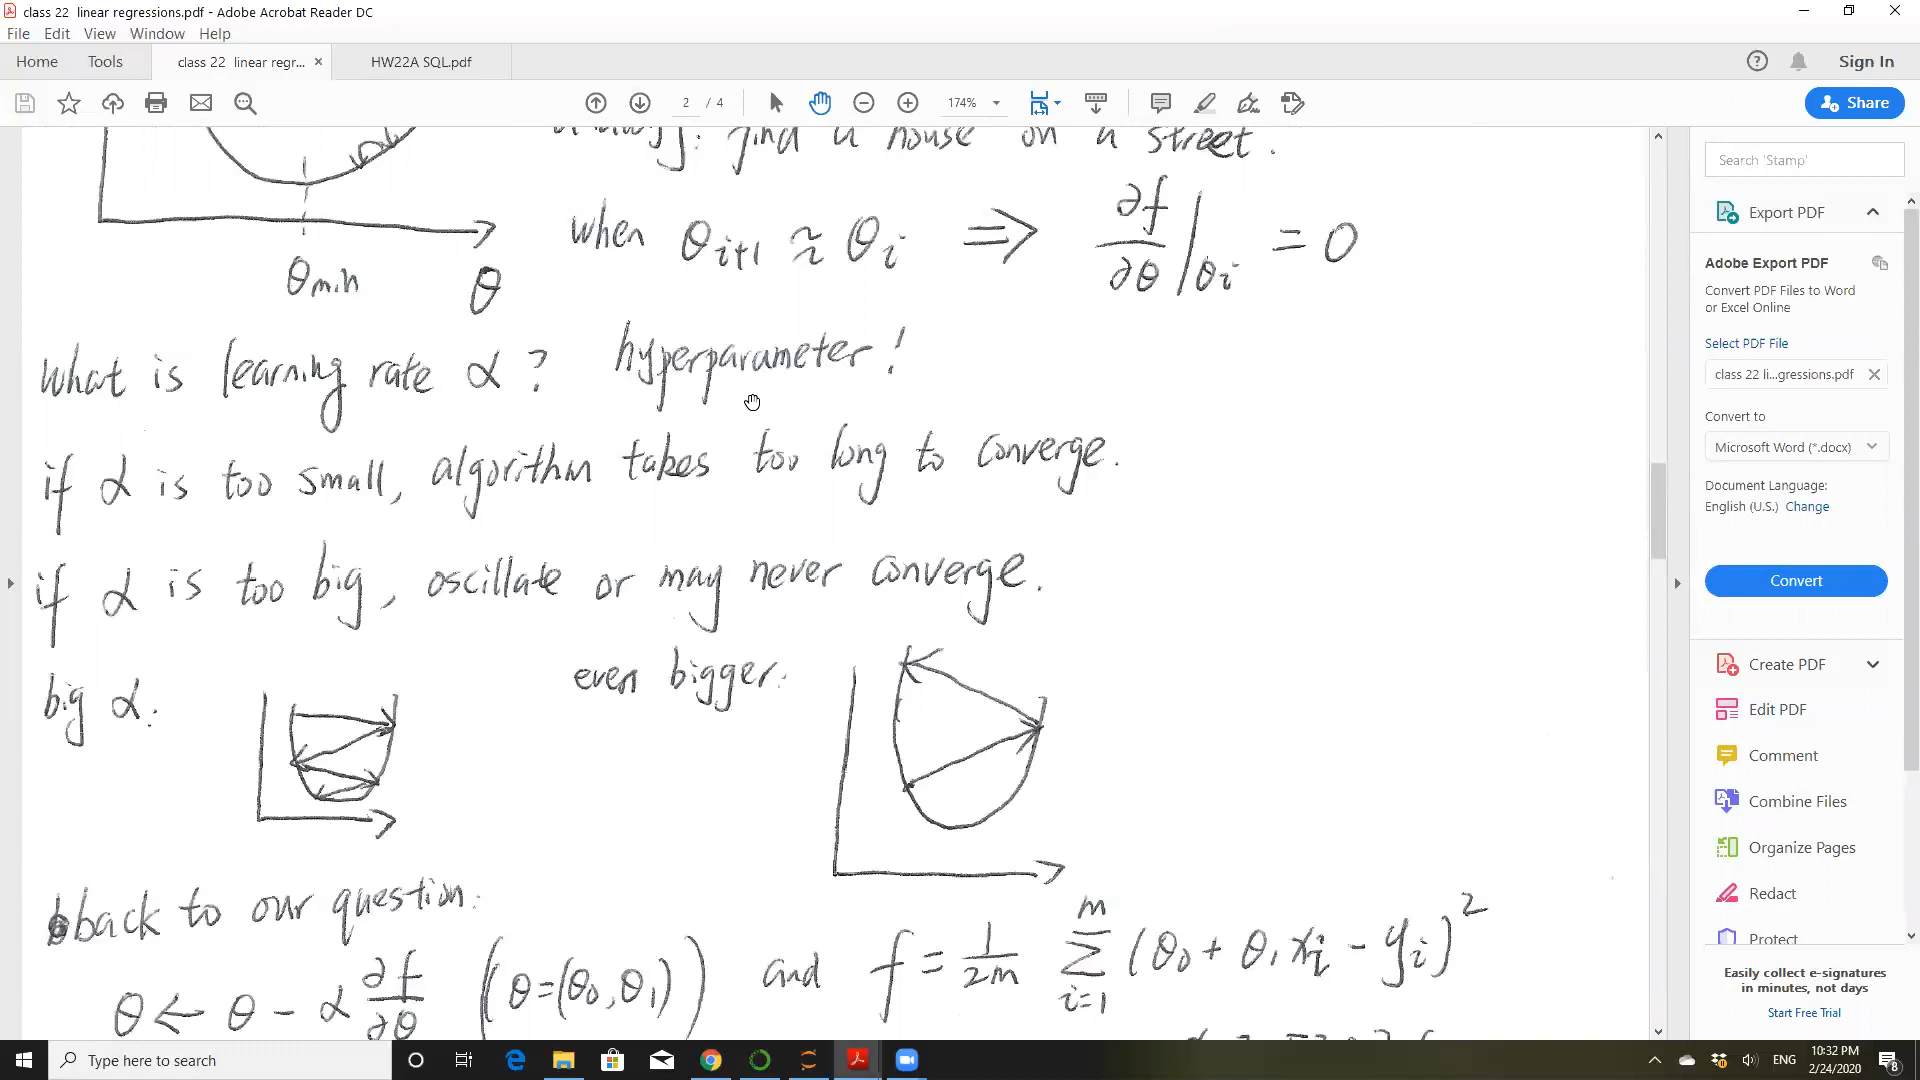 class 22  linear regressions.pdf - Adobe Acrobat Reader DC
File Edit View Window Help
Home Tools class 22 linear regr... × HW22A SQL.pdf Sign In
2 / 4 174% Share
find a house on a street.
when θi+1 ≈ θi ⇒ ∂f/∂θ|θi = 0
θmin θ
What is learning rate α? hyperparameter!
if α is too small, algorithm takes too long to converge.
if α is too big, oscillate or may never converge.
big α: even bigger:
back to our question:
θ ← θ - α ∂f/∂θ (θ=(θ0, θ1)) and f = 1/2m Σ i=1 m (θ0 + θ1 xi - yi)²
Search 'Stamp'
Export PDF
Adobe Export PDF
Convert PDF Files to Word
or Excel Online
Select PDF File
class 22 li...gressions.pdf
Convert to
Microsoft Word (*.docx)
Document Language:
English (U.S.) Change
Convert
Create PDF
Edit PDF
Comment
Combine Files
Organize Pages
Redact
Protect
Easily collect e-signatures
in minutes, not days
Start Free Trial
Type here to search
ENG
10:32 PM
2/24/2020
8